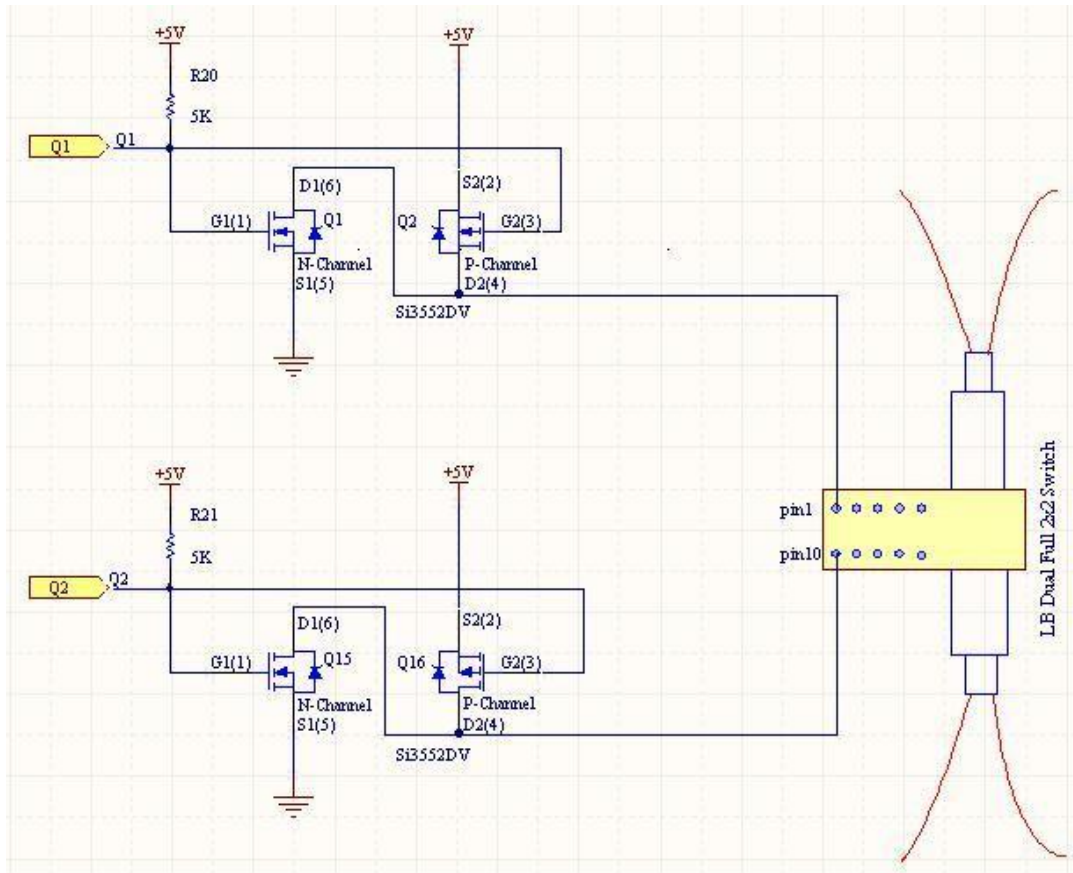 +5V
+5V
R20
5K
Q1
Q1
D1(6)
S2(2)
G1(1)
Q1
Q2
G2(3)
N-Channel
P-Channel
S1(5)
D2(4)
Si3552DV
+5V
+5V
R21
5K
Q2
Q2
D1(6)
S2(2)
G1(1)
Q15
Q16
G2(3)
N-Channel
P-Channel
S1(5)
D2(4)
Si3552DV
pin1
pin10
LB Dual Full 2x2 Switch